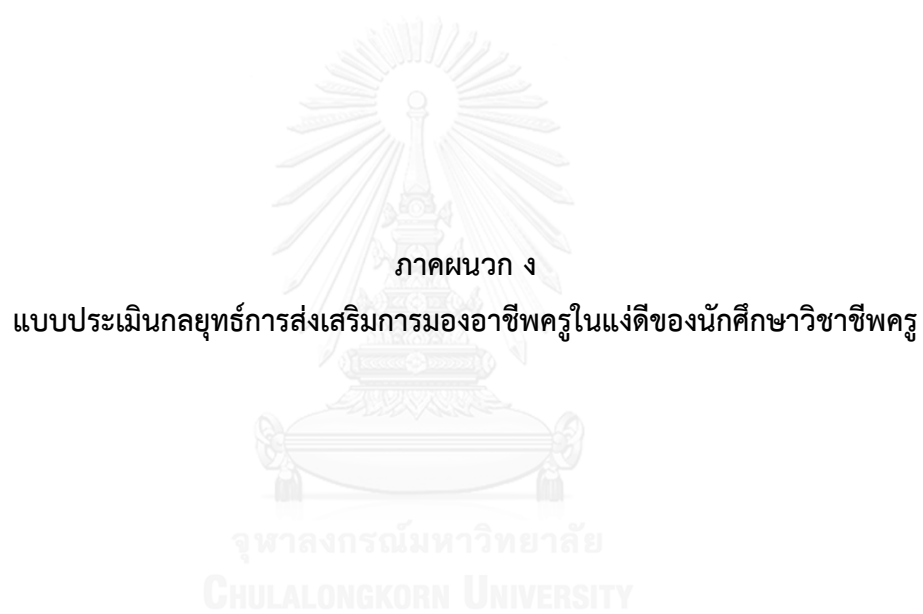 ภาคผนวก ง
แบบประเมินกลยุทธ์การส่งเสริมการมองอาชีพครูในแง่ดีของนักศึกษาวิชาชีพครู
จุฬาลงกรณ์มหาวิทยาลัย
CHULALONGKORN UNIVERSITY